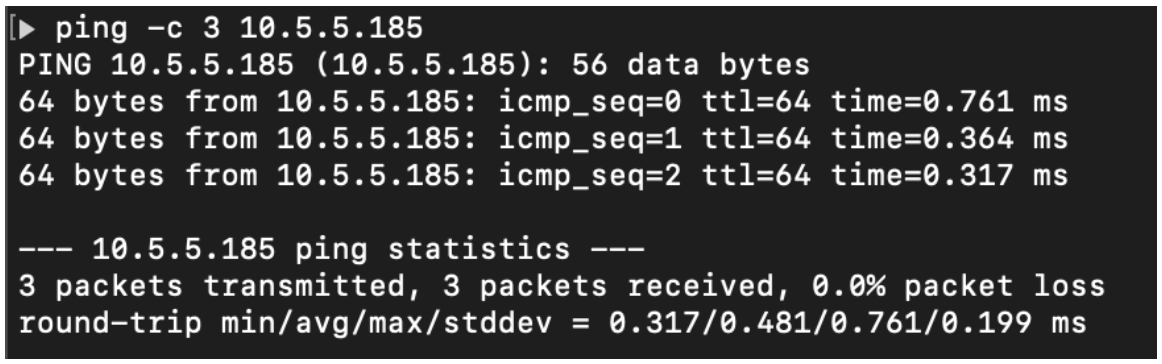 [▶ ping -c 3 10.5.5.185
PING 10.5.5.185 (10.5.5.185): 56 data bytes
64 bytes from 10.5.5.185: icmp_seq=0 ttl=64 time=0.761 ms
64 bytes from 10.5.5.185: icmp_seq=1 ttl=64 time=0.364 ms
64 bytes from 10.5.5.185: icmp_seq=2 ttl=64 time=0.317 ms
--- 10.5.5.185 ping statistics ---
3 packets transmitted, 3 packets received, 0.0% packet loss
round-trip min/avg/max/stddev = 0.317/0.481/0.761/0.199 ms